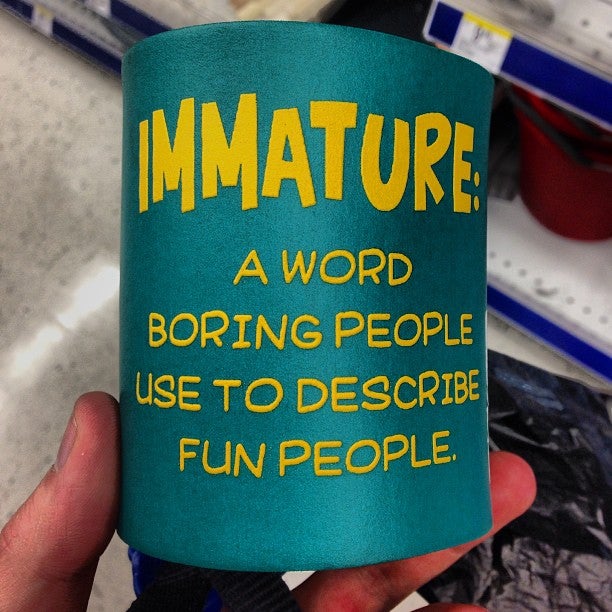 IMMATURE:
A WORD
BORING PEOPLE
USE TO DESCRIBE
FUN PEOPLE.